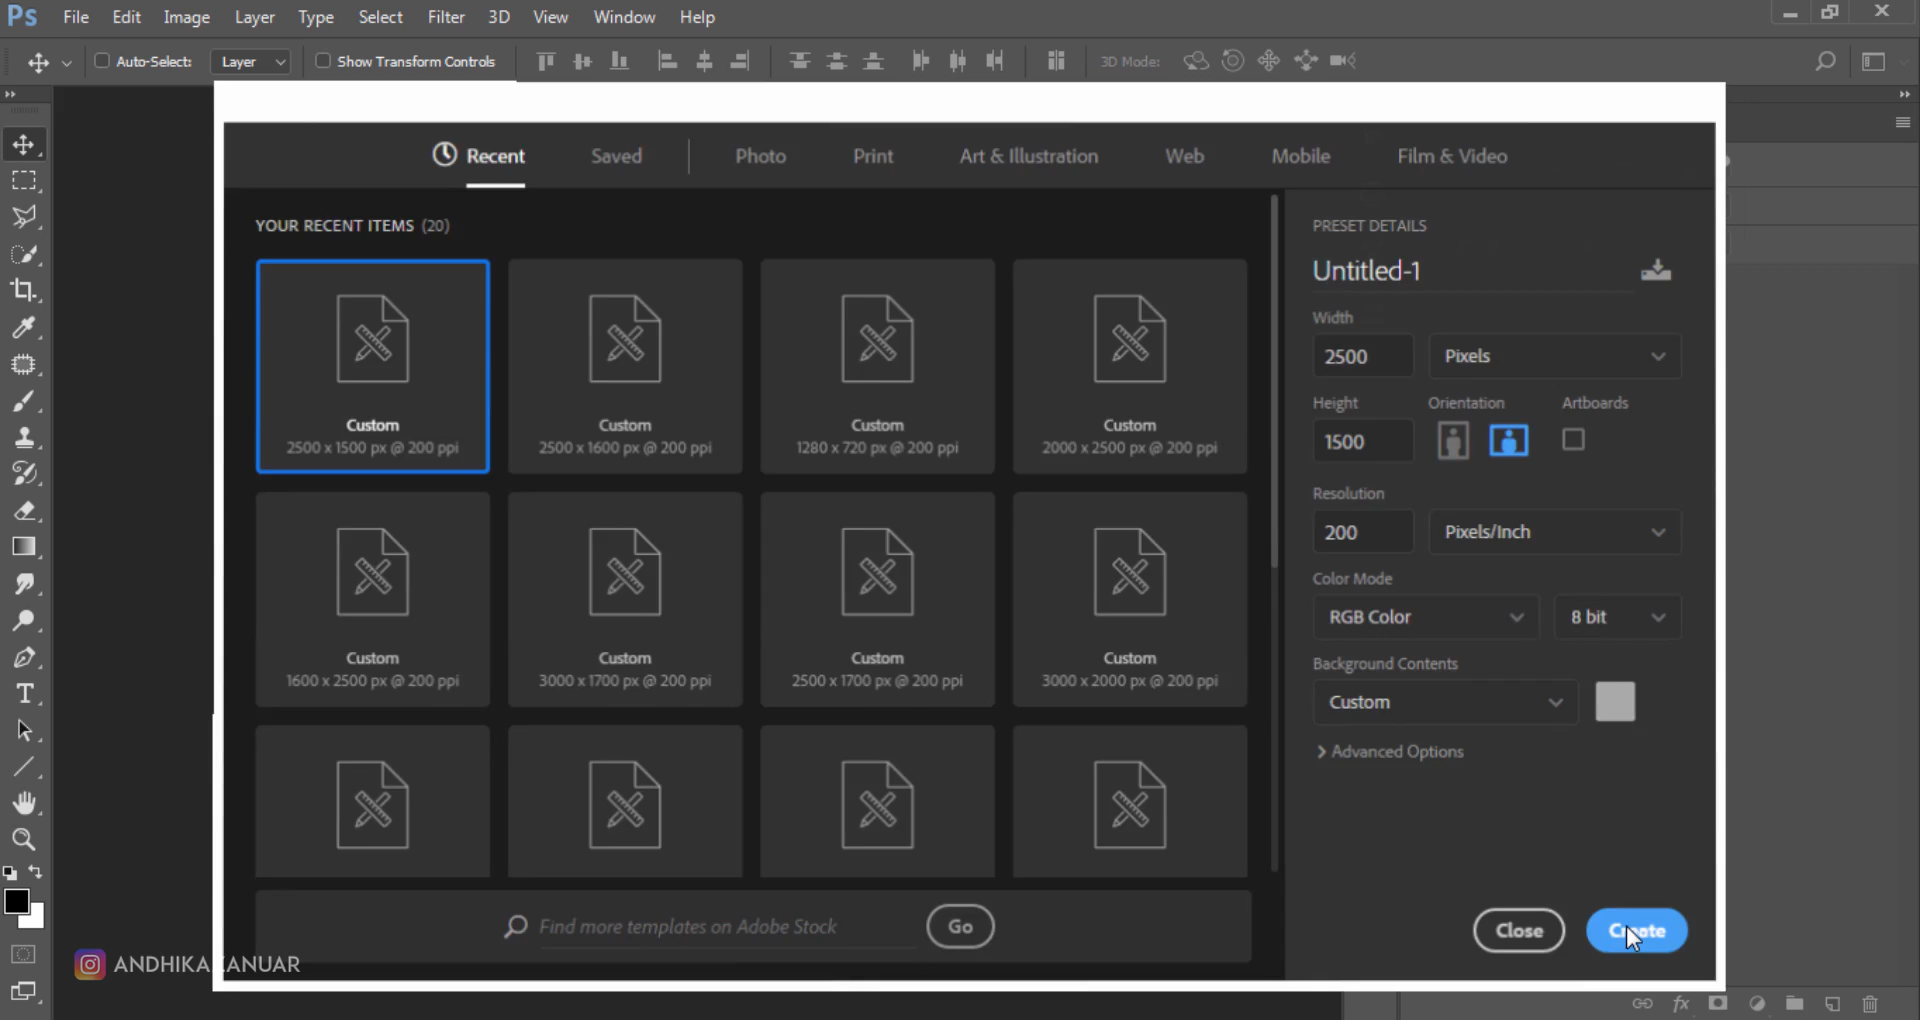 Ps File Edit Image Layer Type Select Filter 3D View Window Help
Auto-Select: Layer Show Transform Controls 3D Mode:
Recent Saved Photo Print Art & Illustration Web Mobile Film & Video
YOUR RECENT ITEMS (20)
Custom
2500 x 1500 px @ 200 ppi
Custom
2500 x 1600 px @ 200 ppi
Custom
1280 x 720 px @ 200 ppi
Custom
2000 x 2500 px @ 200 ppi
Custom
1600 x 2500 px @ 200 ppi
Custom
3000 x 1700 px @ 200 ppi
Custom
2500 x 1700 px @ 200 ppi
Custom
3000 x 2000 px @ 200 ppi
Find more templates on Adobe Stock Go
PRESET DETAILS
Untitled-1
Width
2500 Pixels
Height Orientation Artboards
1500
Resolution
200 Pixels/Inch
Color Mode
RGB Color 8 bit
Background Contents
Custom
Advanced Options
Close Create
ANDHIKA
fx